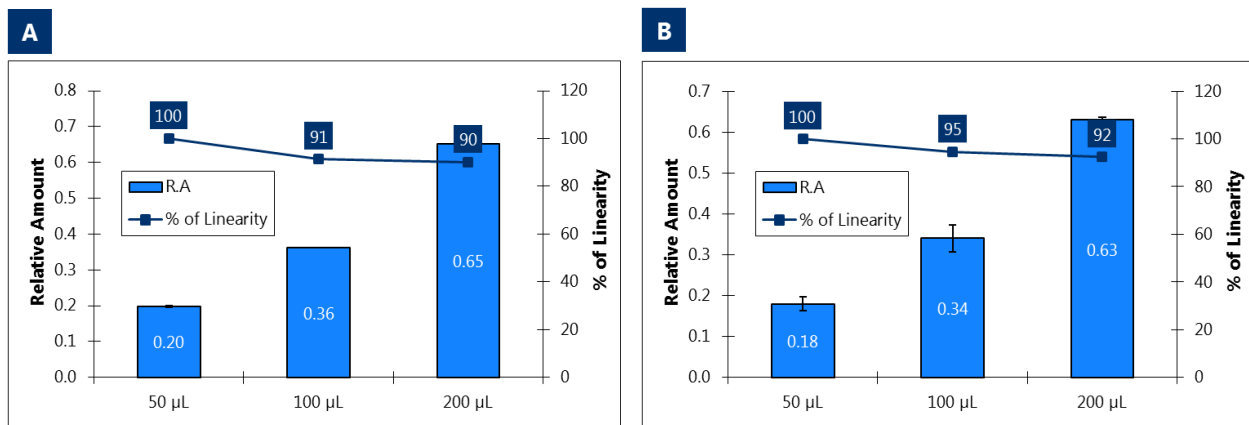 A
0.8
0.7
0.6
0.5
0.4
0.3
0.2
0.1
0.0
Relative Amount
120
100
80
60
40
20
0
% of Linearity
100
91
90
R.A
% of Linearity
0.20
0.36
0.65
50 µL
100 µL
200 µL
B
0.7
0.6
0.5
0.4
0.3
0.2
0.1
0.0
Relative Amount
120
100
80
60
40
20
0
% of Linearity
100
95
92
R.A
% of Linearity
0.18
0.34
0.63
50 µL
100 µL
200 µL